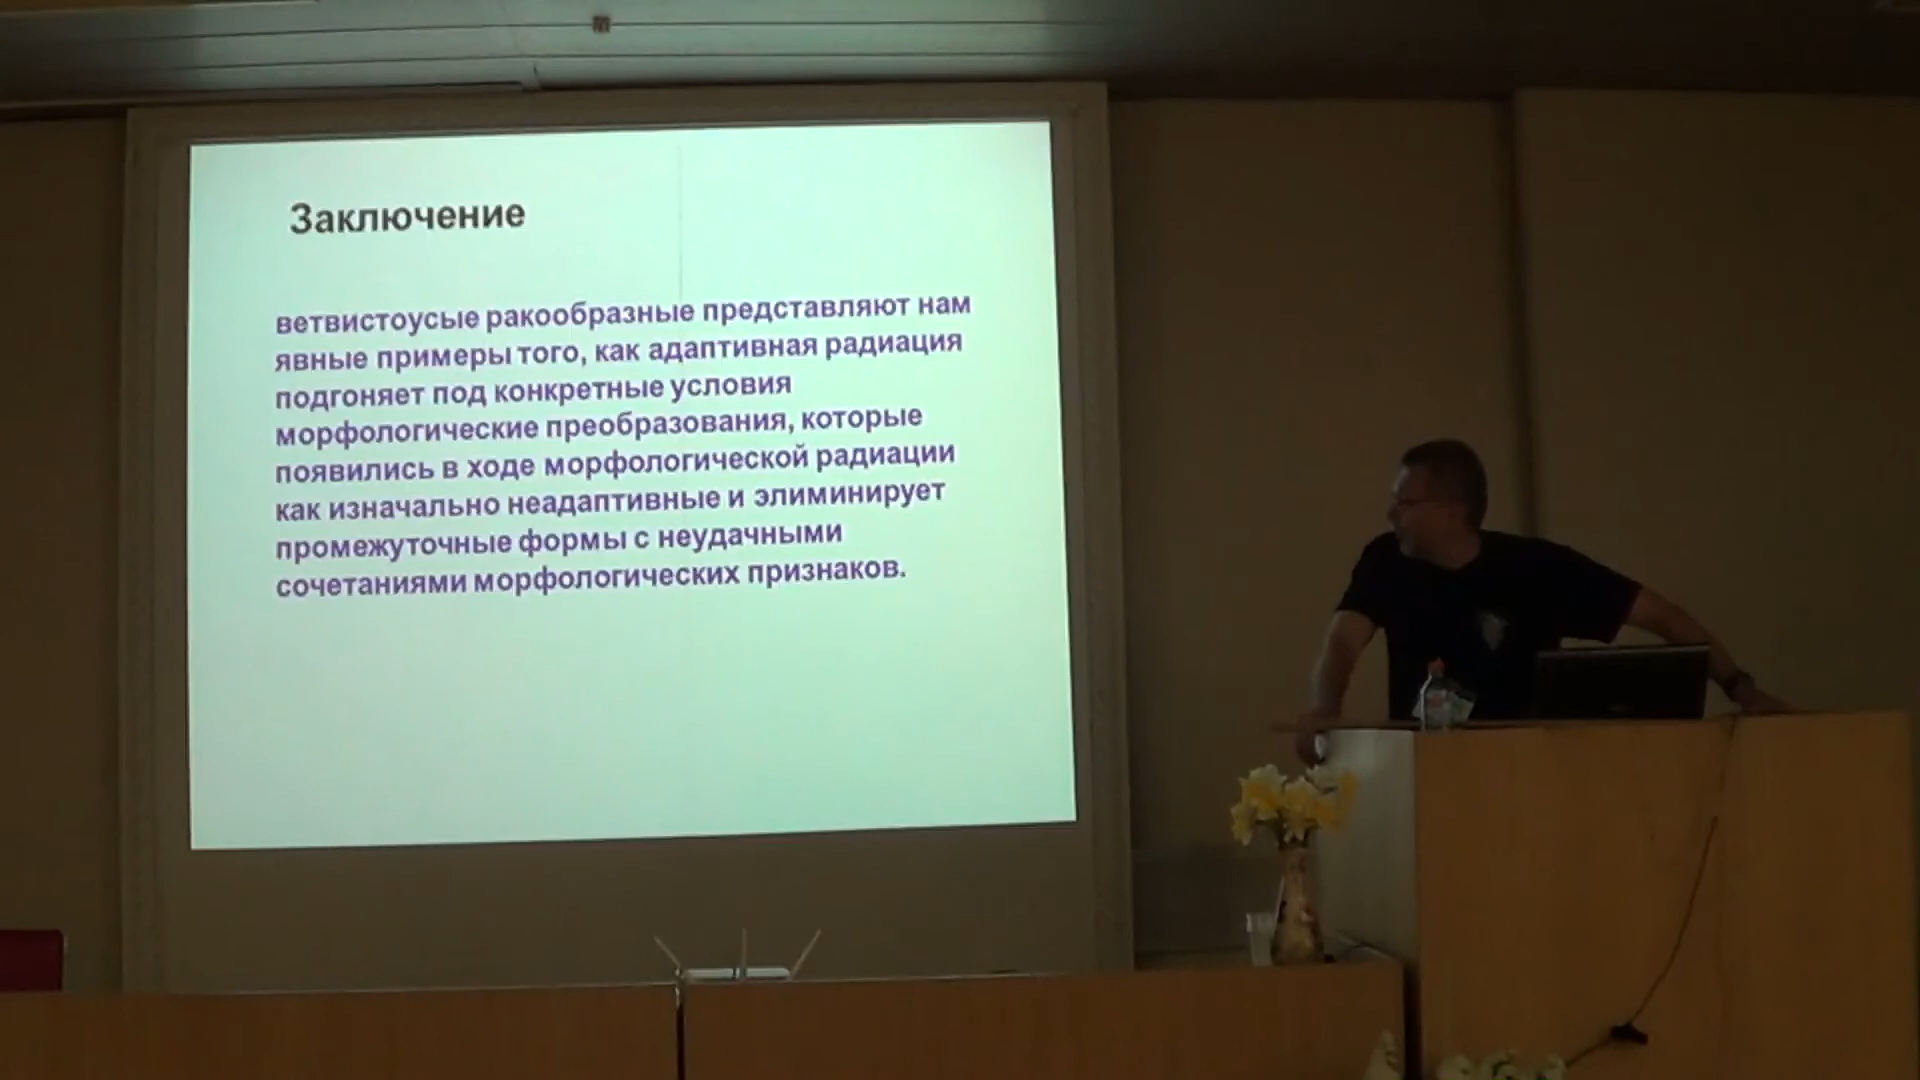 Заключение
ветвистоусые ракообразные представляют нам
явные примеры того, как адаптивная радиация
подгоняет под конкретные условия
морфологические преобразования, которые
появились в ходе морфологической радиации
как изначально неадаптивные и элиминирует
промежуточные формы с неудачными
сочетаниями морфологических признаков.